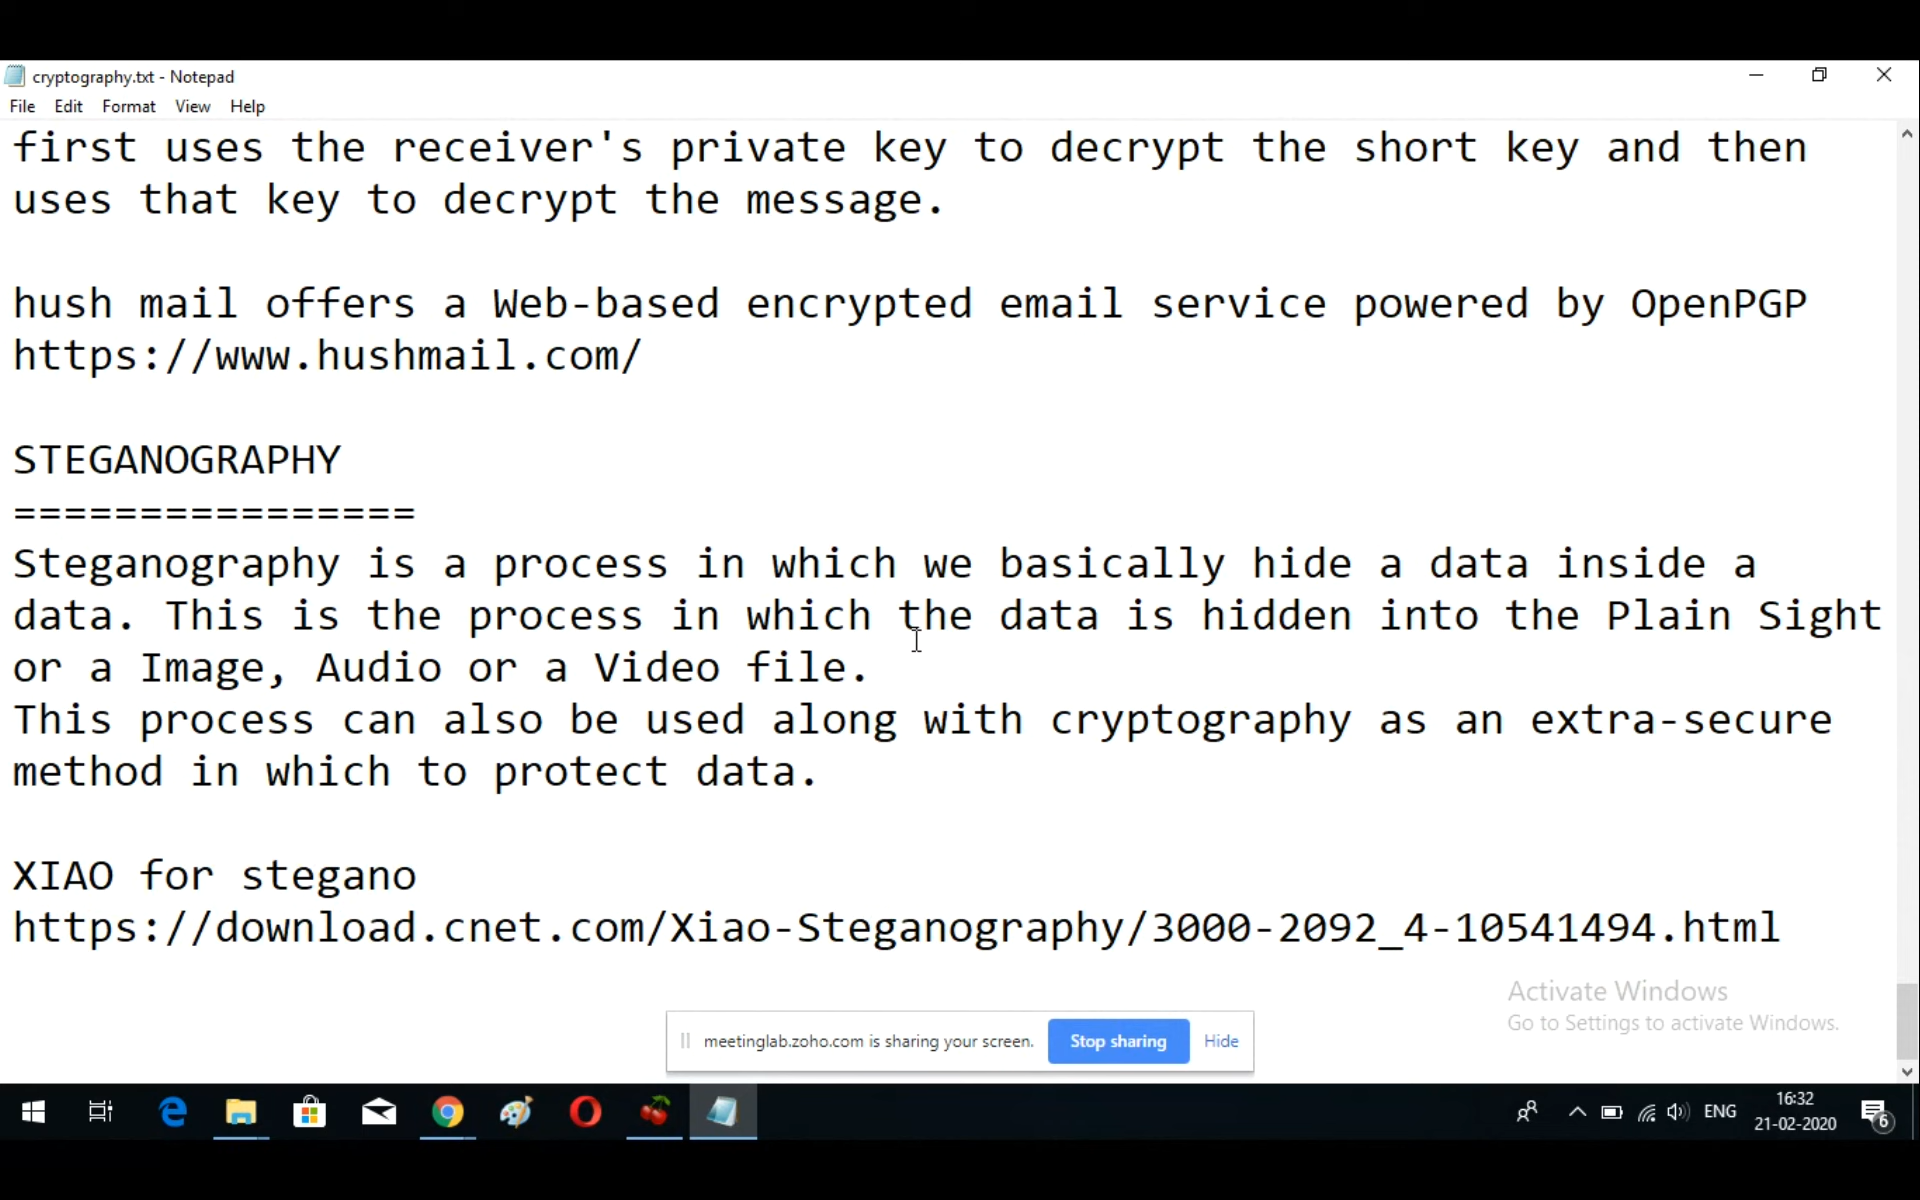 cryptography.txt - Notepad
File Edit Format View Help
first uses the receiver's private key to decrypt the short key and then
uses that key to decrypt the message.
hush mail offers a Web-based encrypted email service powered by OpenPGP
https://www.hushmail.com/
STEGANOGRAPHY
================
Steganography is a process in which we basically hide a data inside a
data. This is the process in which the data is hidden into the Plain Sight
or a Image, Audio or a Video file.
This process can also be used along with cryptography as an extra-secure
method in which to protect data.
XIAO for stegano
https://download.cnet.com/Xiao-Steganography/3000-2092_4-10541494.html
Activate Windows
Go to Settings to activate Windows.
meetinglab.zoho.com is sharing your screen. Stop sharing Hide
ENG
16:32
21-02-2020
6